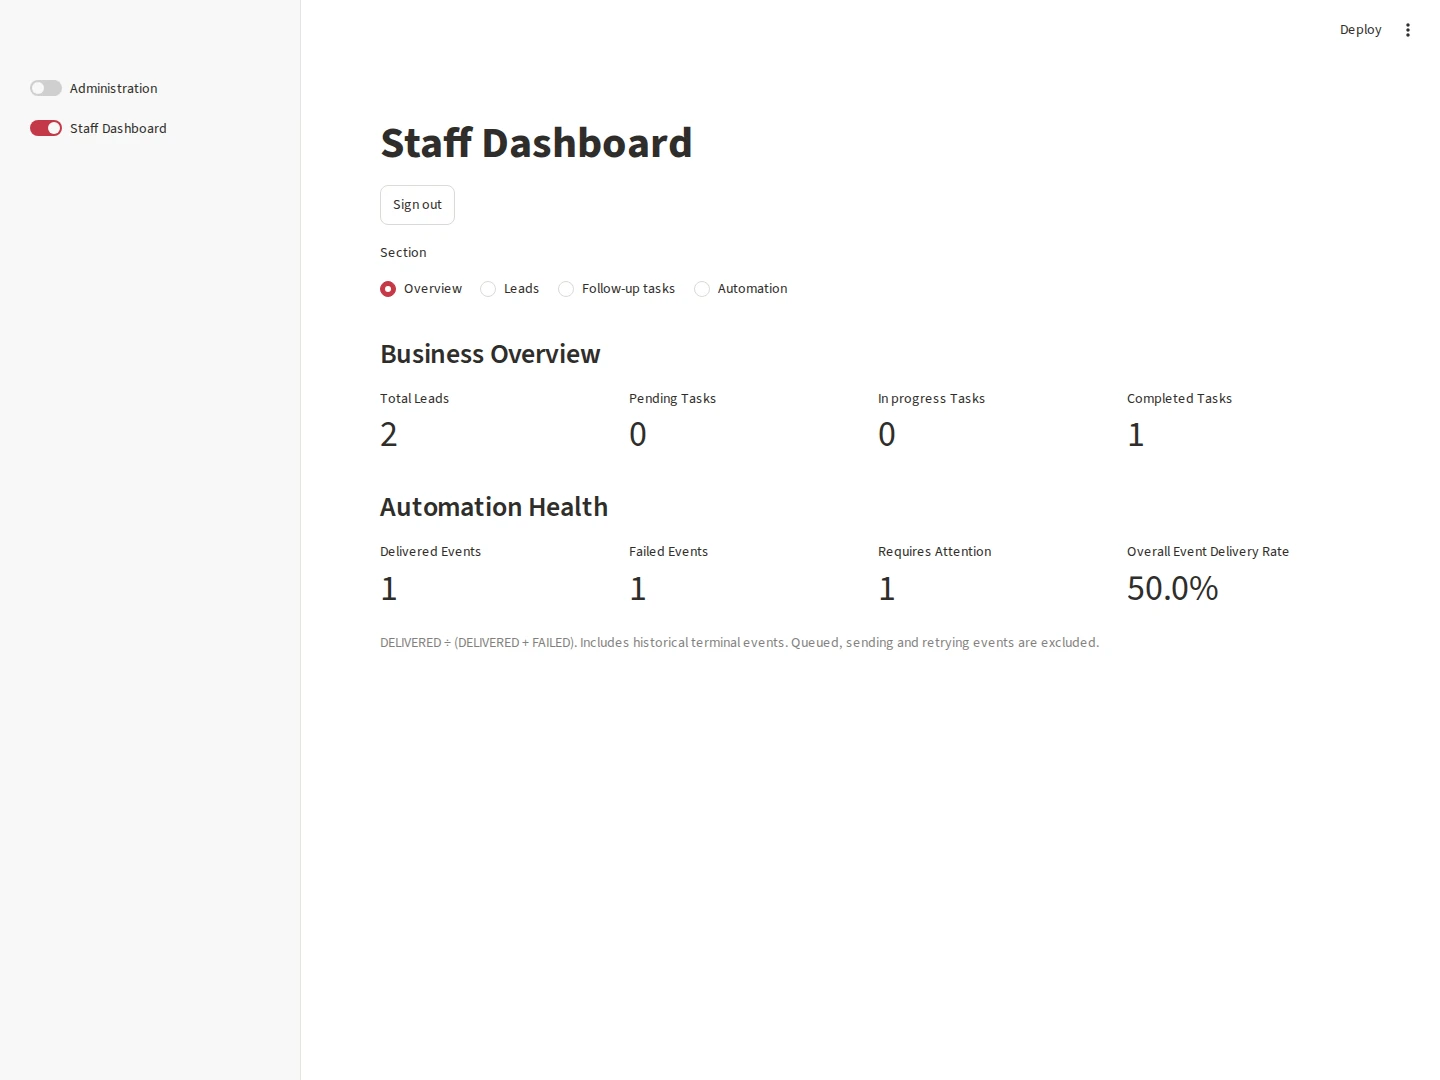 Deploy
Administration
Staff Dashboard
Staff Dashboard
Sign out
Section
Overview Leads Follow-up tasks Automation
Business Overview
Total Leads Pending Tasks In progress Tasks Completed Tasks
2 0 0 1
Automation Health
Delivered Events Failed Events Requires Attention Overall Event Delivery Rate
1 1 1 50.0%
DELIVERED ÷ (DELIVERED + FAILED). Includes historical terminal events. Queued, sending and retrying events are excluded.